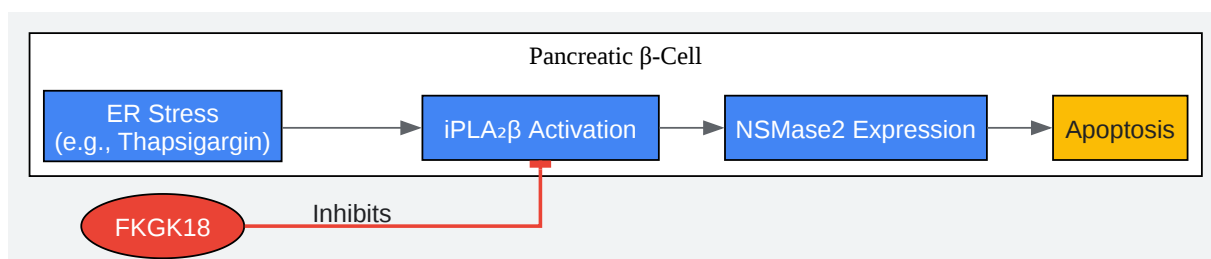 Pancreatic β-Cell
ER Stress
(e.g., Thapsigargin)
iPLA₂β Activation
NSMase2 Expression
Apoptosis
Inhibits
FKGK18